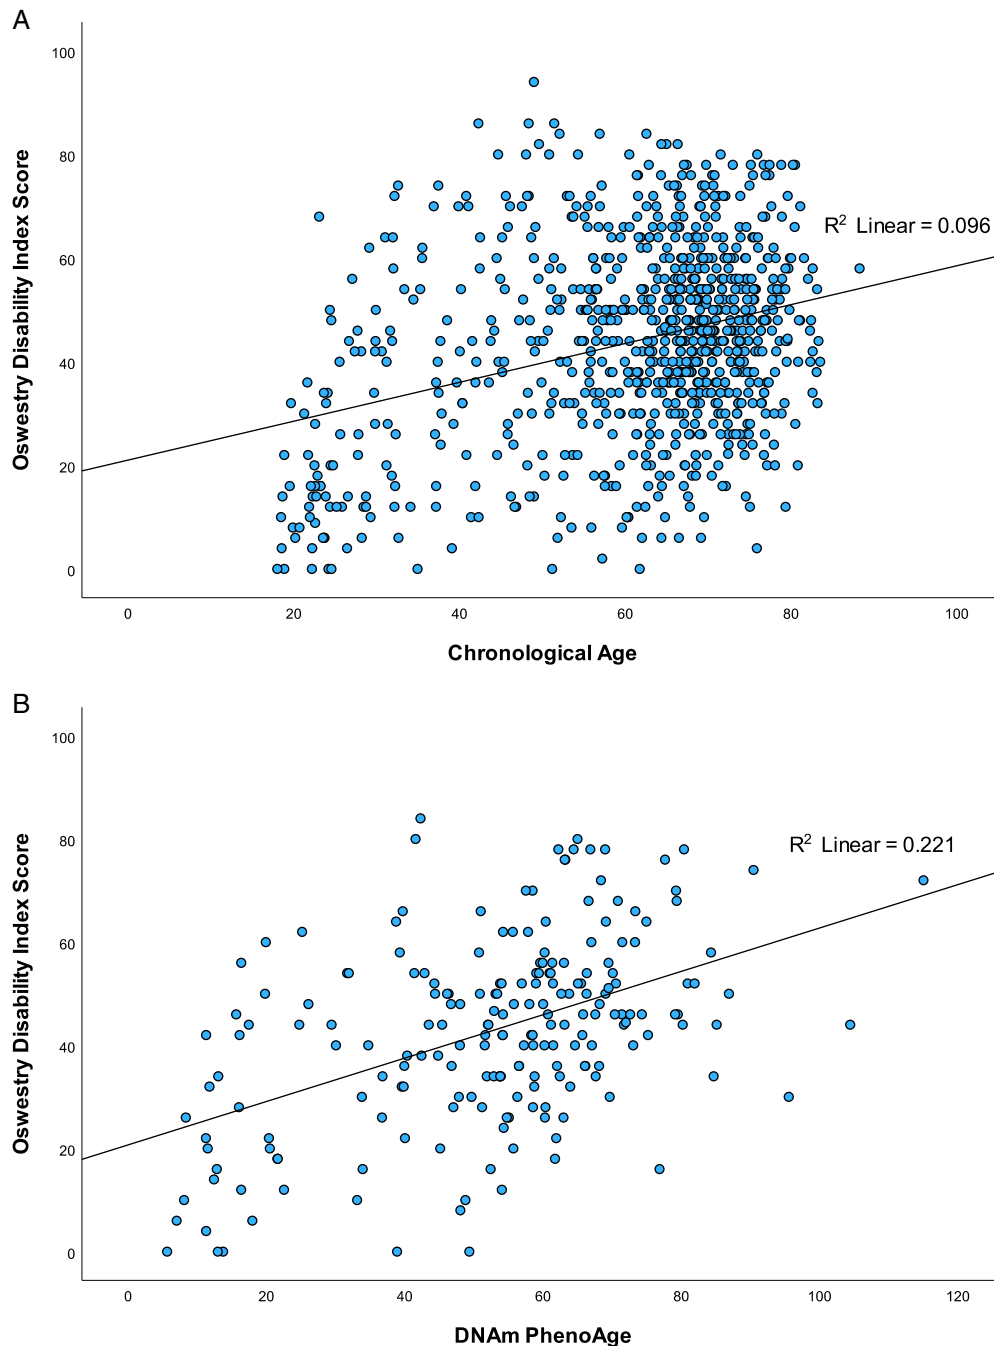 A
100
80
60
40
20
0
Oswestry Disability Index Score
R² Linear = 0.096
0 20 40 60 80 100
Chronological Age
B
100
80
60
40
20
0
Oswestry Disability Index Score
R² Linear = 0.221
0 20 40 60 80 100 120
DNAm PhenoAge